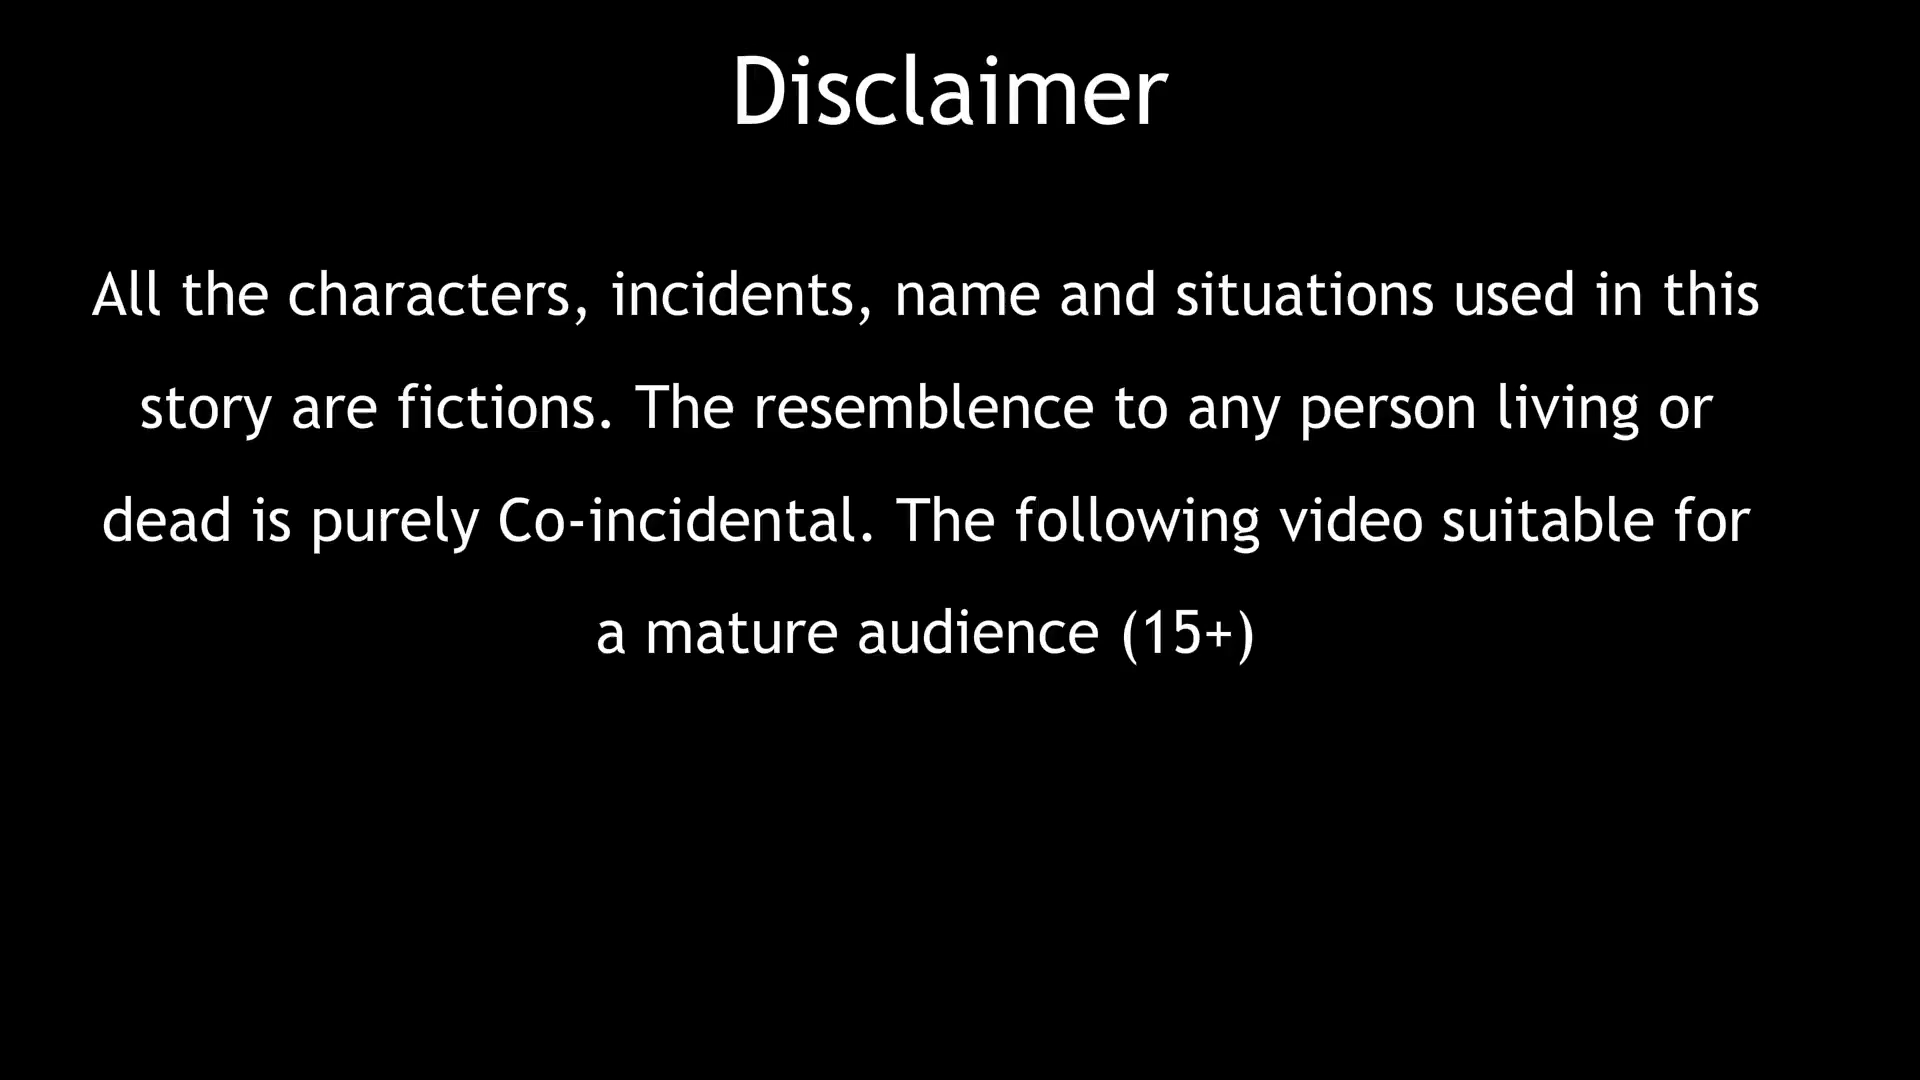 Disclaimer
All the characters, incidents, name and situations used in this
story are fictions. The resemblence to any person living or
dead is purely Co-incidental. The following video suitable for
a mature audience (15+)